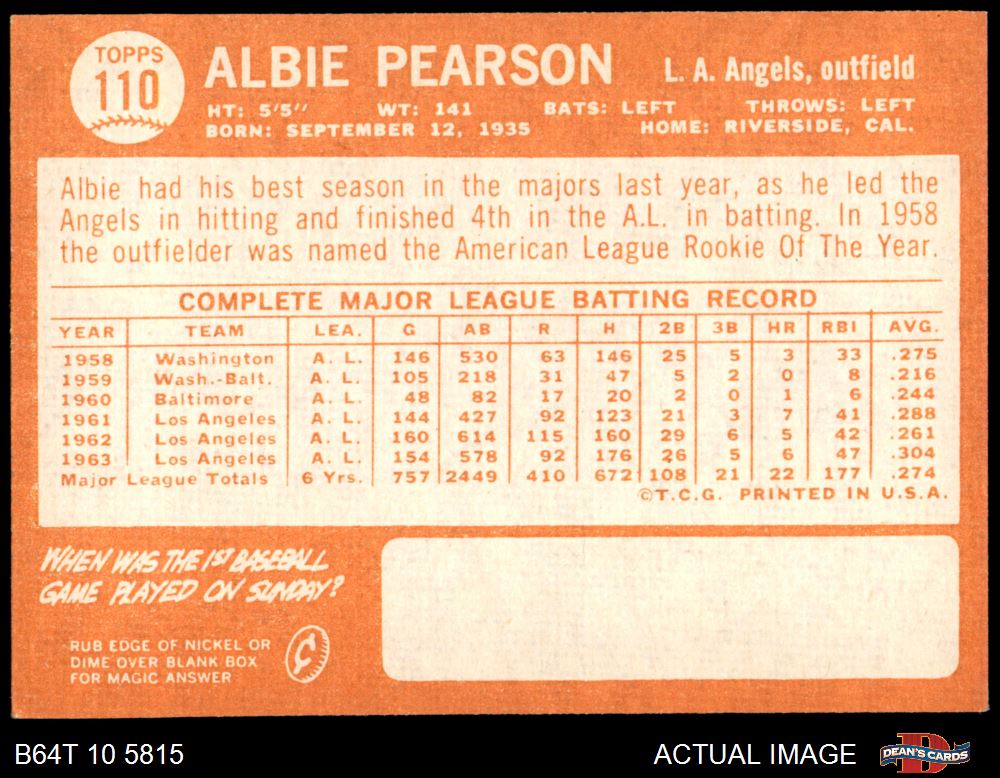 TOPPS
110
ALBIE PEARSON
L. A. Angels, outfield
HT: 5'5" WT: 141 BATS: LEFT THROWS: LEFT
BORN: SEPTEMBER 12, 1935 HOME: RIVERSIDE, CAL.
Albie had his best season in the majors last year, as he led the
Angels in hitting and finished 4th in the A.L. in batting. In 1958
the outfielder was named the American League Rookie Of The Year.
COMPLETE MAJOR LEAGUE BATTING RECORD
YEAR TEAM LEA. G AB R H 2B 3B HR RBI AVG.
1958 Washington A. L. 146 530 63 146 25 5 3 33 .275
1959 Wash.-Balt. A. L. 105 218 31 47 5 2 0 8 .216
1960 Baltimore A. L. 48 82 17 20 2 0 1 6 .244
1961 Los Angeles A. L. 144 427 92 123 21 3 7 41 .288
1962 Los Angeles A. L. 160 614 115 160 29 6 5 42 .261
1963 Los Angeles A. L. 154 578 92 176 26 5 6 47 .304
Major League Totals 6 Yrs. 757 2449 410 672 108 21 22 177 .274
©T.C.G. PRINTED IN U.S.A.
WHEN WAS THE 1ST BASEBALL
GAME PLAYED ON SUNDAY?
RUB EDGE OF NICKEL OR
DIME OVER BLANK BOX
FOR MAGIC ANSWER
¢
B64T 10 5815
ACTUAL IMAGE
D
DEAN'S CARDS